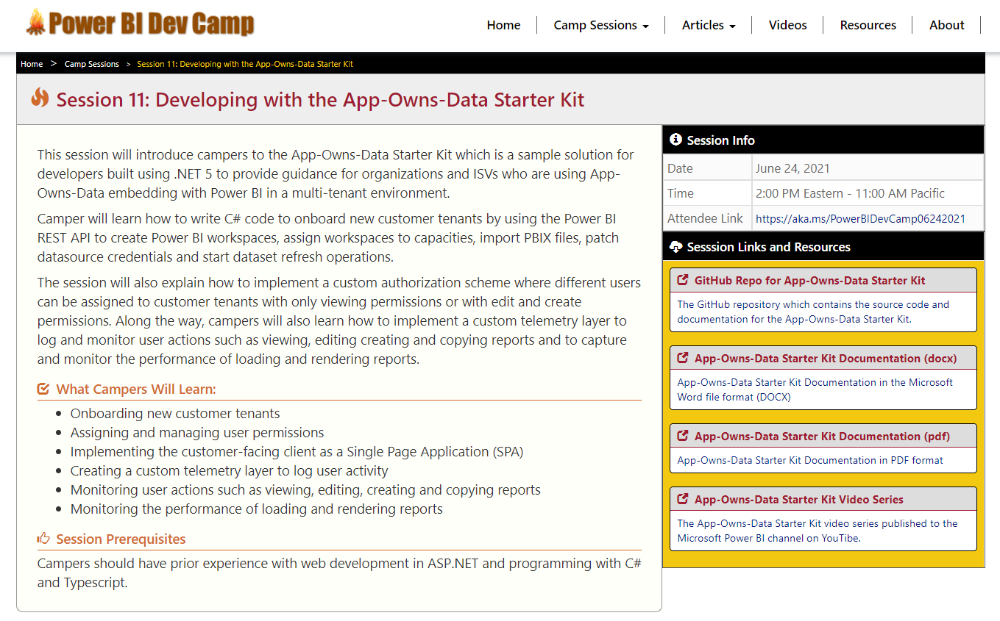 Power BI Dev Camp
Home
Camp Sessions
Articles
Videos
Resources
About
Home > Camp Sessions > Session 11: Developing with the App-Owns-Data Starter Kit
Session 11: Developing with the App-Owns-Data Starter Kit
This session will introduce campers to the App-Owns-Data Starter Kit which is a sample solution for
developers built using .NET 5 to provide guidance for organizations and ISVs who are using App-
Owns-Data embedding with Power BI in a multi-tenant environment.
Camper will learn how to write C# code to onboard new customer tenants by using the Power BI
REST API to create Power BI workspaces, assign workspaces to capacities, import PBIX files, patch
datasource credentials and start dataset refresh operations.
The session will also explain how to implement a custom authorization scheme where different users
can be assigned to customer tenants with only viewing permissions or with edit and create
permissions. Along the way, campers will also learn how to implement a custom telemetry layer to
log and monitor user actions such as viewing, editing creating and copying reports and to capture
and monitor the performance of loading and rendering reports.
What Campers Will Learn:
• Onboarding new customer tenants
• Assigning and managing user permissions
• Implementing the customer-facing client as a Single Page Application (SPA)
• Creating a custom telemetry layer to log user activity
• Monitoring user actions such as viewing, editing, creating and copying reports
• Monitoring the performance of loading and rendering reports
Session Prerequisites
Campers should have prior experience with web development in ASP.NET and programming with C#
and Typescript.
Session Info
Date June 24, 2021
Time 2:00 PM Eastern - 11:00 AM Pacific
Attendee Link https://aka.ms/PowerBIDevCamp06242021
Sesssion Links and Resources
GitHub Repo for App-Owns-Data Starter Kit
The GitHub repository which contains the source code and
documentation for the App-Owns-Data Starter Kit.
App-Owns-Data Starter Kit Documentation (docx)
App-Owns-Data Starter Kit Documentation in the Microsoft
Word file format (DOCX)
App-Owns-Data Starter Kit Documentation (pdf)
App-Owns-Data Starter Kit Documentation in PDF format
App-Owns-Data Starter Kit Video Series
The App-Owns-Data Starter Kit video series published to the
Microsoft Power BI channel on YouTibe.